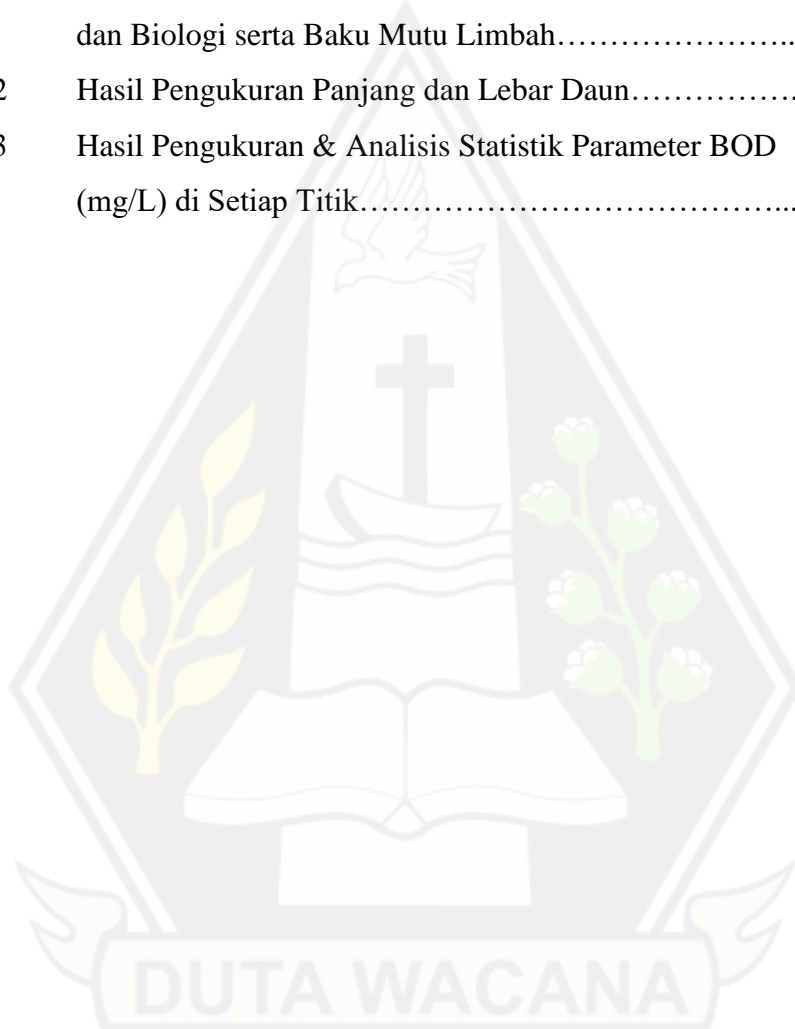 dan Biologi serta Baku Mutu Limbah…………………...
2 Hasil Pengukuran Panjang dan Lebar Daun…………….
3 Hasil Pengukuran & Analisis Statistik Parameter BOD
(mg/L) di Setiap Titik…………………………………...
DUTA WACANA